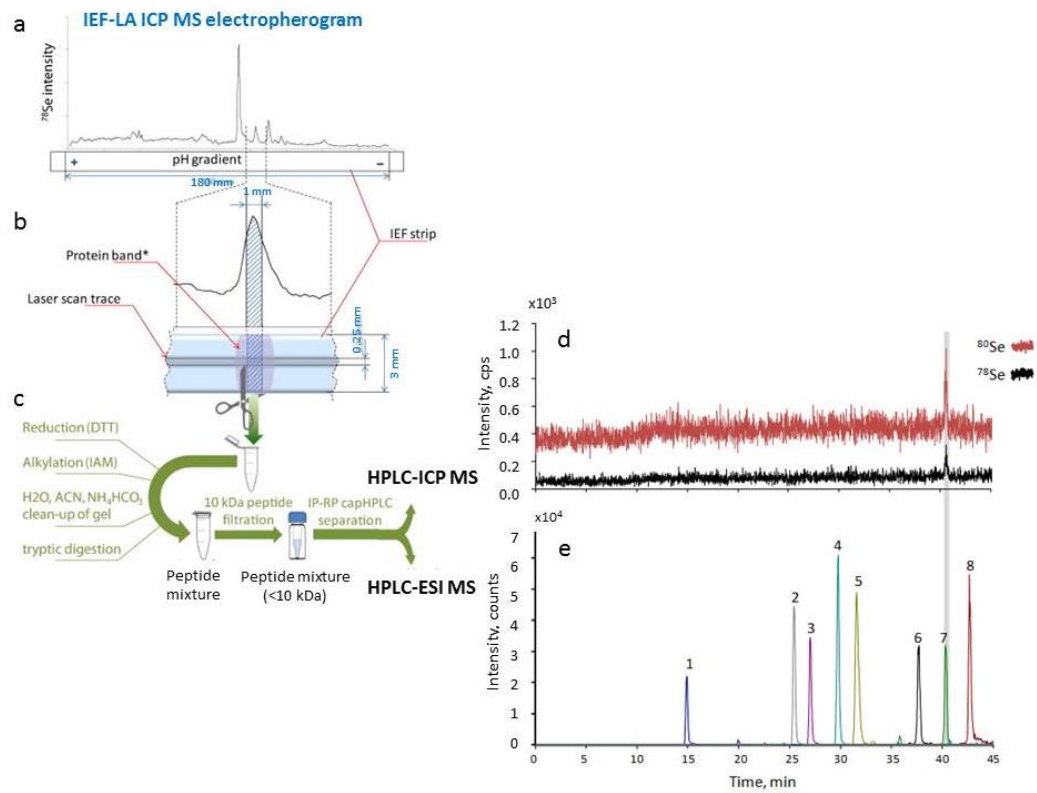 a
IEF-LA ICP MS electropherogram
⁷⁸Se intensity
+
pH gradient
−
180 mm
1 mm
b
IEF strip
Protein band*
Laser scan trace
0.25 mm
3 mm
c
Reduction (DTT)
Alkylation (IAM)
H2O, ACN, NH₄HCO₃
clean-up of gel
tryptic digestion
10 kDa peptide
filtration
IP-RP capHPLC
separation
HPLC-ICP MS
HPLC-ESI MS
Peptide
mixture
Peptide mixture
(<10 kDa)
x10³
d
⁸⁰Se
⁷⁸Se
Intensity, cps
1.2
1.0
0.8
0.6
0.4
0.2
0.0
x10⁴
e
Intensity, counts
7
6
5
4
3
2
1
0
1
2
3
4
5
6
7
8
0
5
10
15
20
25
30
35
40
45
Time, min